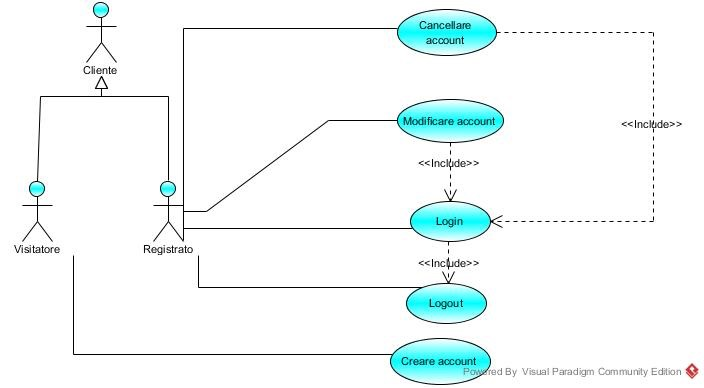 Cliente
Visitatore
Registrato
Cancellare
account
<<Include>>
Modificare account
<<Include>>
Login
<<Include>>
Logout
Creare account
Powered By Visual Paradigm Community Edition